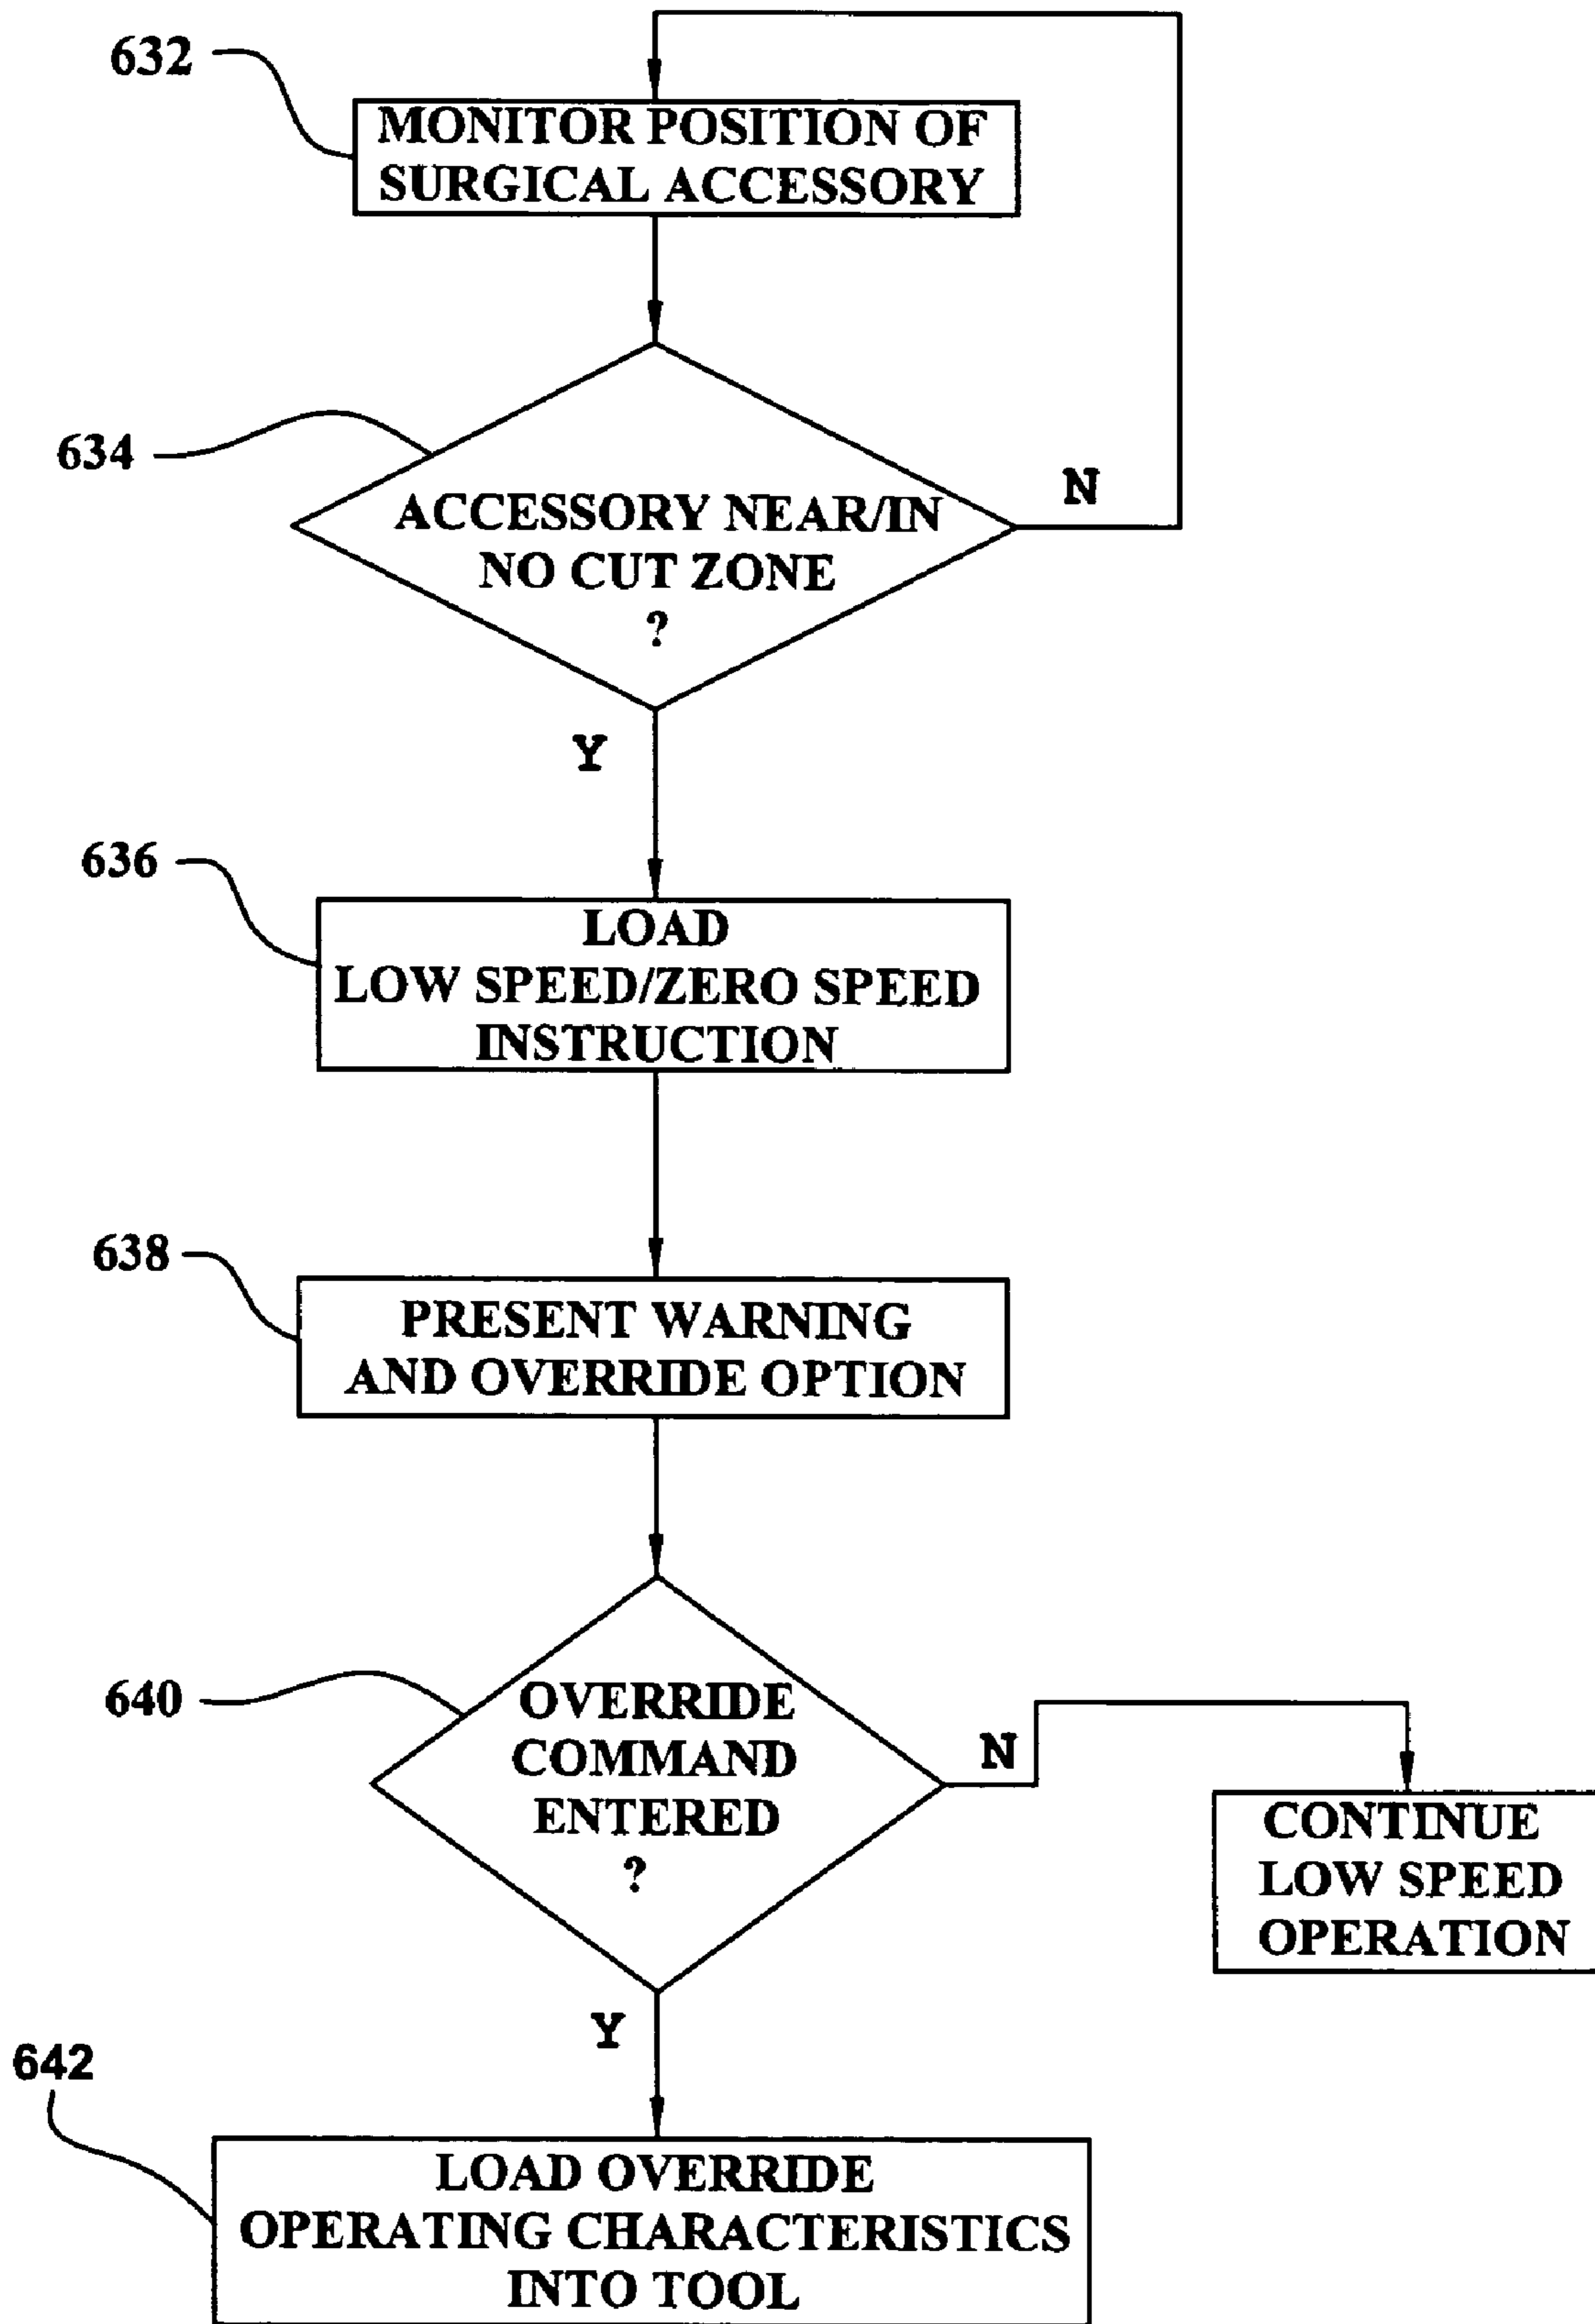 632
MONITOR POSITION OF
SURGICAL ACCESSORY
634
ACCESSORY NEAR/IN
NO CUT ZONE
?
N
Y
636
LOAD
LOW SPEED/ZERO SPEED
INSTRUCTION
638
PRESENT WARNING
AND OVERRIDE OPTION
640
OVERRIDE
COMMAND
ENTERED
?
N
CONTINUE
LOW SPEED
OPERATION
Y
642
LOAD OVERRIDE
OPERATING CHARACTERISTICS
INTO TOOL